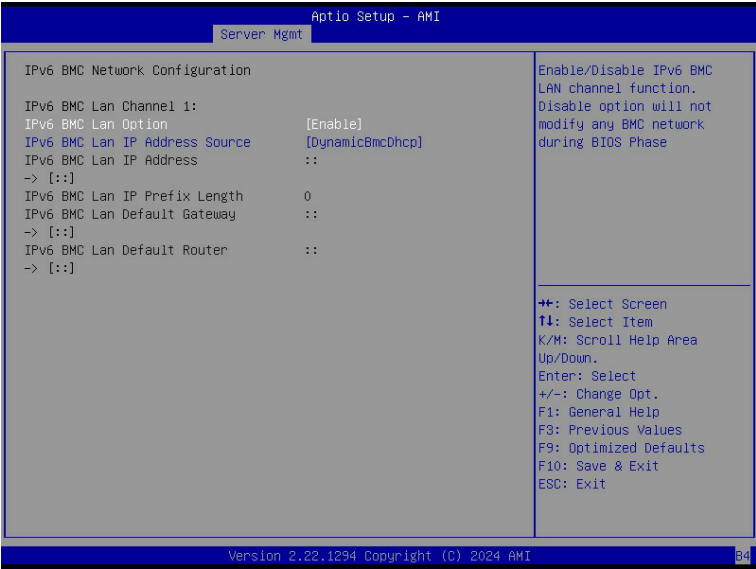 Aptio Setup – AMI
Server Mgmt
IPv6 BMC Network Configuration
IPv6 BMC Lan Channel 1:
IPv6 BMC Lan Option [Enable]
IPv6 BMC Lan IP Address Source [DynamicBmcDhcp]
IPv6 BMC Lan IP Address ::
-> [::]
IPv6 BMC Lan IP Prefix Length 0
IPv6 BMC Lan Default Gateway ::
-> [::]
IPv6 BMC Lan Default Router ::
-> [::]
Enable/Disable IPv6 BMC
LAN channel function.
Disable option will not
modify any BMC network
during BIOS Phase
→←: Select Screen
↑↓: Select Item
K/M: Scroll Help Area
Up/Down.
Enter: Select
+/-: Change Opt.
F1: General Help
F3: Previous Values
F9: Optimized Defaults
F10: Save & Exit
ESC: Exit
Version 2.22.1294 Copyright (C) 2024 AMI
B4